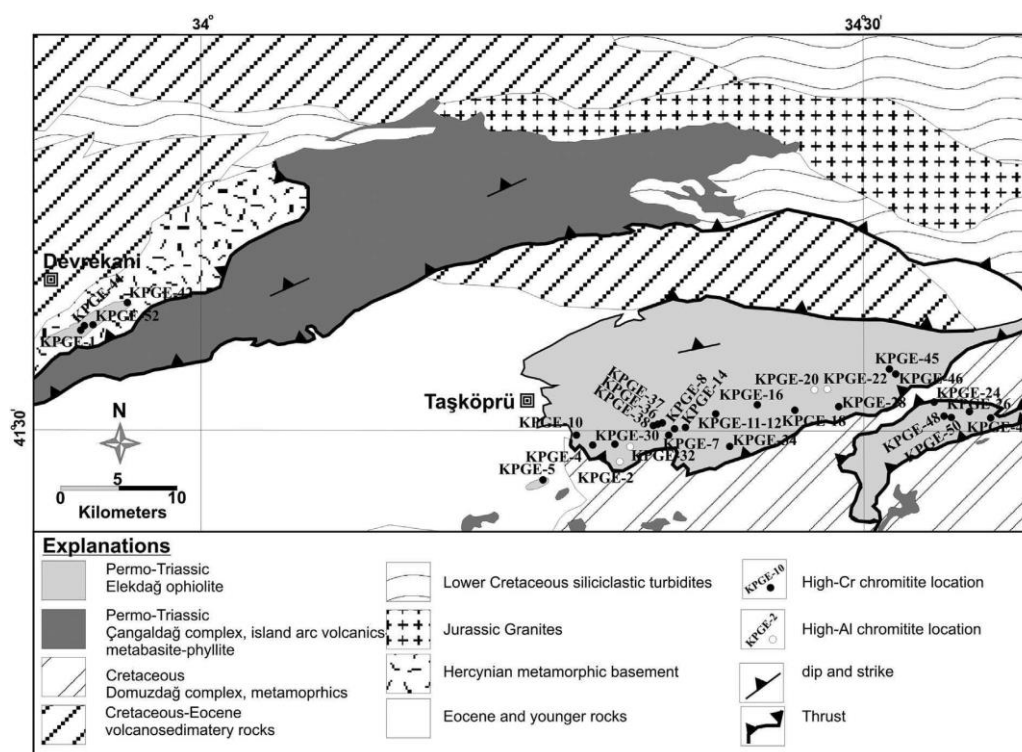 34°
34°30'
Devrekani
KPGE-44
KPGE-42
KPGE-52
KPGE-1
Taşköprü
41°30'
N
0 5 10
Kilometers
KPGE-10
KPGE-4
KPGE-5
KPGE-2
KPGE-30
KPGE-32
KPGE-37
KPGE-36
KPGE-38
KPGE-8
KPGE-14
KPGE-7
KPGE-11-12
KPGE-34
KPGE-16
KPGE-20
KPGE-22
KPGE-18
KPGE-28
KPGE-45
KPGE-46
KPGE-24
KPGE-26
KPGE-48
KPGE-50
KPGE-4
Explanations
Permo-Triassic
Elekdağ ophiolite
Permo-Triassic
Çangaldağ complex, island arc volcanics,
metabasite-phyllite
Cretaceous
Domuzdağ complex, metamoprhics
Cretaceous-Eocene
volcanosedimatery rocks
Lower Cretaceous siliciclastic turbidites
Jurassic Granites
Hercynian metamorphic basement
Eocene and younger rocks
KPGE-10
High-Cr chromitite location
KPGE-2
High-Al chromitite location
dip and strike
Thrust